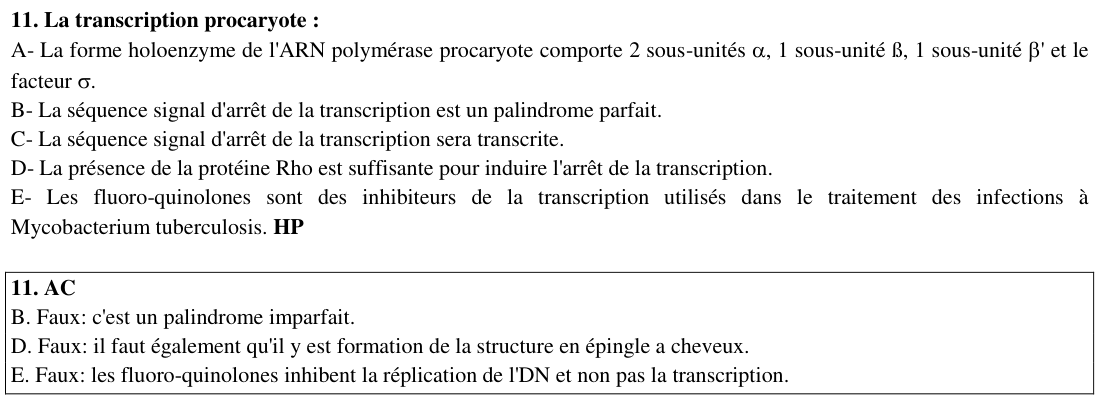 11. La transcription procaryote :
A- La forme holoenzyme de l'ARN polymérase procaryote comporte 2 sous-unités α, 1 sous-unité ß, 1 sous-unité β' et le
facteur σ.
B- La séquence signal d'arrêt de la transcription est un palindrome parfait.
C- La séquence signal d'arrêt de la transcription sera transcrite.
D- La présence de la protéine Rho est suffisante pour induire l'arrêt de la transcription.
E- Les fluoro-quinolones sont des inhibiteurs de la transcription utilisés dans le traitement des infections à
Mycobacterium tuberculosis. HP
11. AC
B. Faux: c'est un palindrome imparfait.
D. Faux: il faut également qu'il y est formation de la structure en épingle a cheveux.
E. Faux: les fluoro-quinolones inhibent la réplication de l'DN et non pas la transcription.